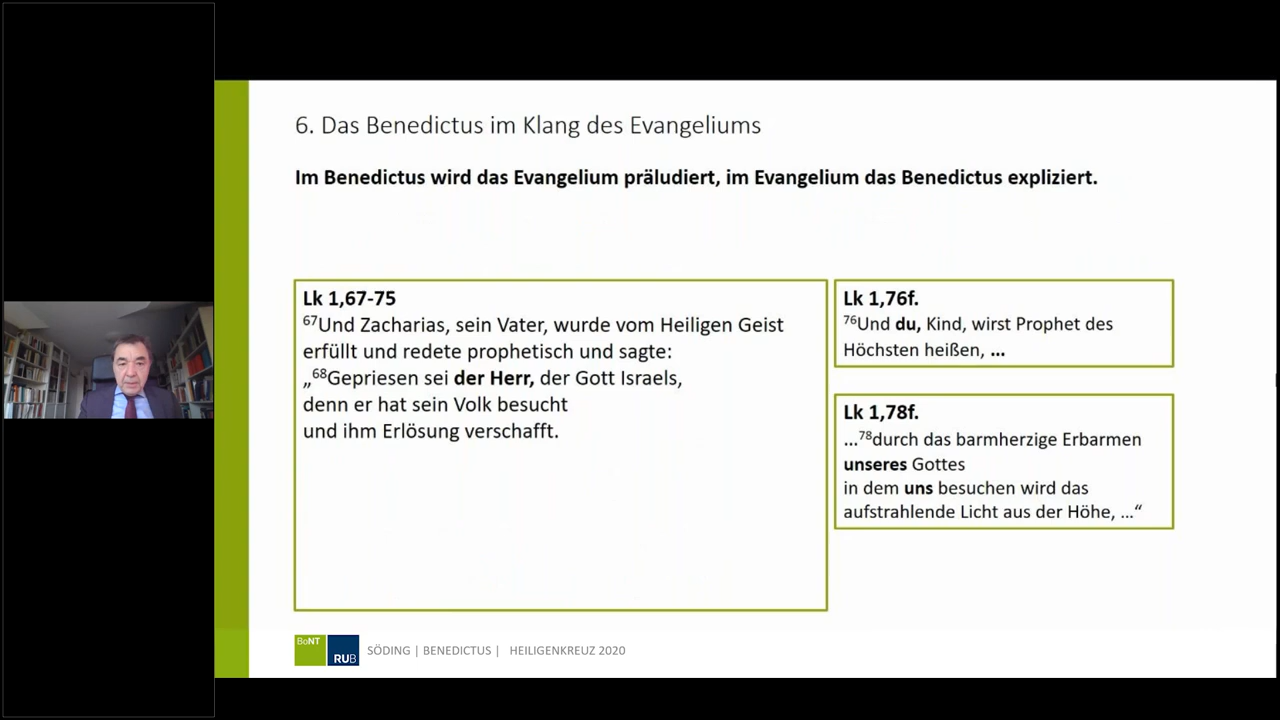 6. Das Benedictus im Klang des Evangeliums
Im Benedictus wird das Evangelium präludiert, im Evangelium das Benedictus expliziert.
Lk 1,67-75
⁶⁷Und Zacharias, sein Vater, wurde vom Heiligen Geist
erfüllt und redete prophetisch und sagte:
„⁶⁸Gepriesen sei der Herr, der Gott Israels,
denn er hat sein Volk besucht
und ihm Erlösung verschafft.
Lk 1,76f.
⁷⁶Und du, Kind, wirst Prophet des
Höchsten heißen, ...
Lk 1,78f.
...⁷⁸durch das barmherzige Erbarmen
unseres Gottes
in dem uns besuchen wird das
aufstrahlende Licht aus der Höhe, ...“
BoNT
RUB
SÖDING | BENEDICTUS | HEILIGENKREUZ 2020